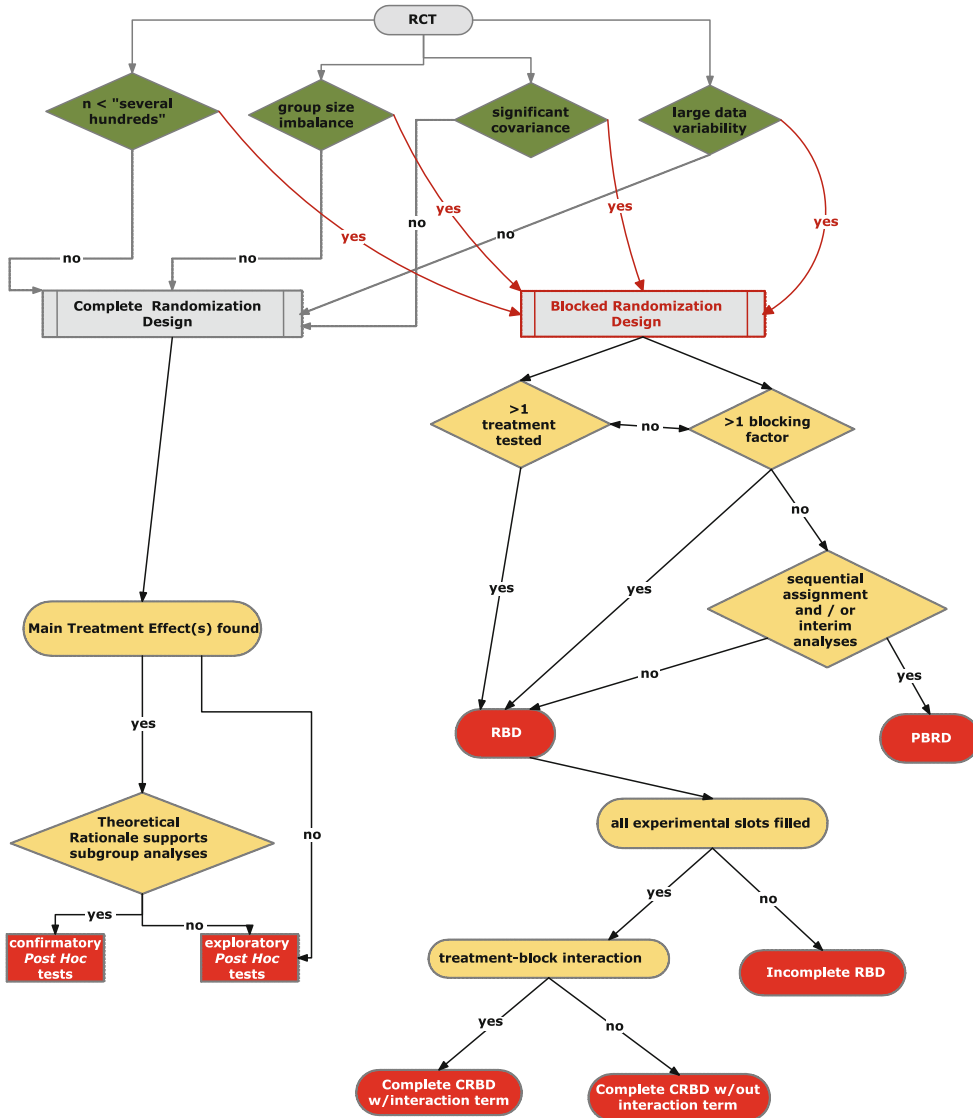 RCT
n < "several
hundreds"
group size
imbalance
significant
covariance
large data
variability
yes
yes
yes
yes
no
no
no
no
Complete Randomization
Design
Blocked Randomization
Design
>1
treatment
tested
no
>1 blocking
factor
no
yes
yes
sequential
assignment
and / or
interim
analyses
Main Treatment Effect(s) found
no
yes
yes
RBD
PBRD
Theoretical
Rationale supports
subgroup analyses
no
all experimental slots filled
yes
no
yes
no
confirmatory
Post Hoc
tests
exploratory
Post Hoc
tests
treatment-block interaction
Incomplete RBD
yes
no
Complete CRBD
w/interaction term
Complete CRBD w/out
interaction term